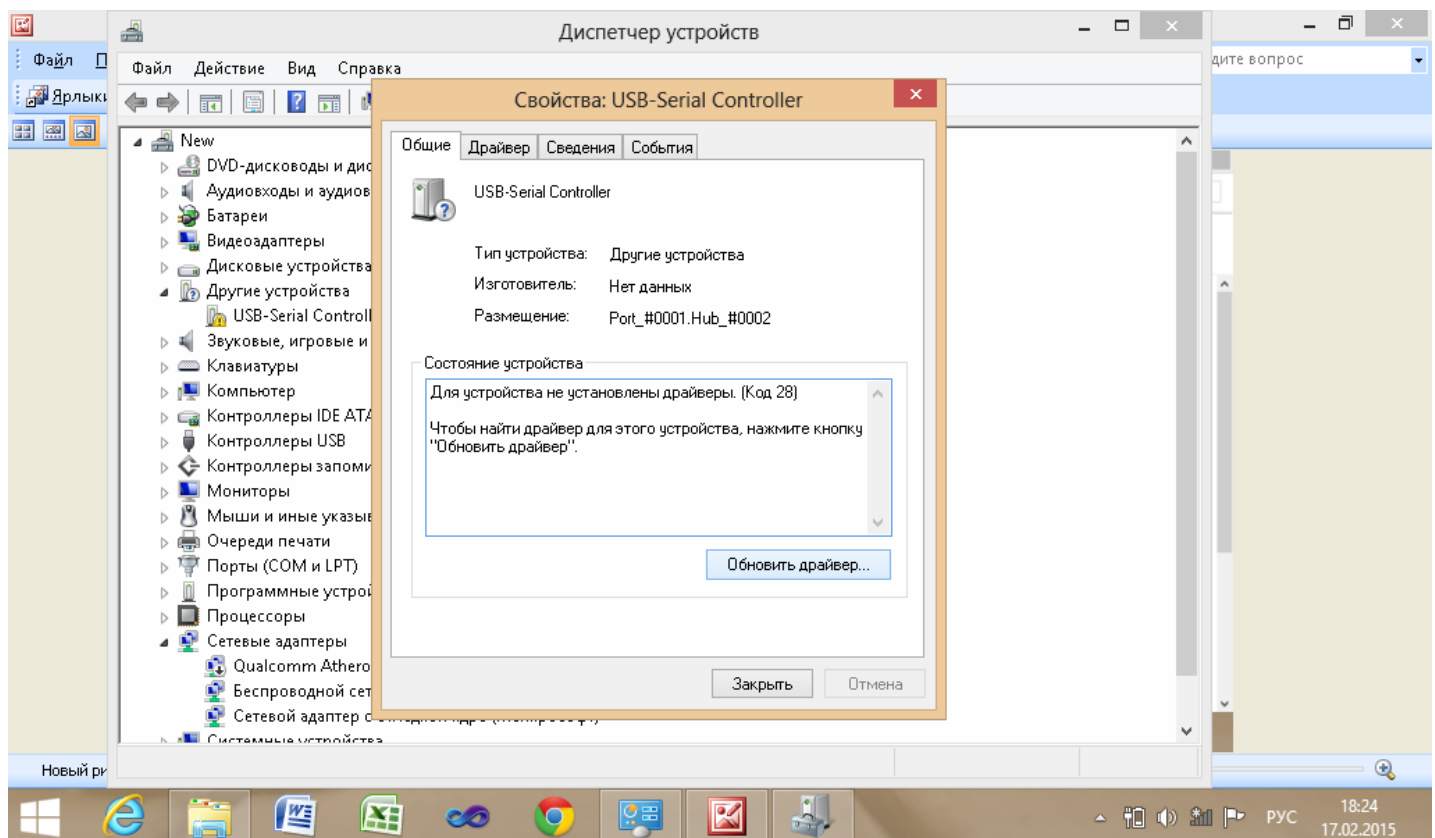 Диспетчер устройств
Файл П
дите вопрос
Файл Действие Вид Справка
Ярлыки
Свойства: USB-Serial Controller
New
DVD-дисководы и дис
Аудиовходы и аудиов
Батареи
Видеоадаптеры
Дисковые устройства
Другие устройства
USB-Serial Controll
Звуковые, игровые и
Клавиатуры
Компьютер
Контроллеры IDE ATA
Контроллеры USB
Контроллеры запоми
Мониторы
Мыши и иные указыв
Очереди печати
Порты (COM и LPT)
Программные устрой
Процессоры
Сетевые адаптеры
Qualcomm Athero
Беспроводной сет
Сетевой адаптер с
Системные устройства
Общие Драйвер Сведения События
USB-Serial Controller
Тип устройства: Другие устройства
Изготовитель: Нет данных
Размещение: Port_#0001.Hub_#0002
Состояние устройства
Для устройства не установлены драйверы. (Код 28)
Чтобы найти драйвер для этого устройства, нажмите кнопку
"Обновить драйвер".
Обновить драйвер...
Закрыть Отмена
Новый ри
РУС
18:24
17.02.2015